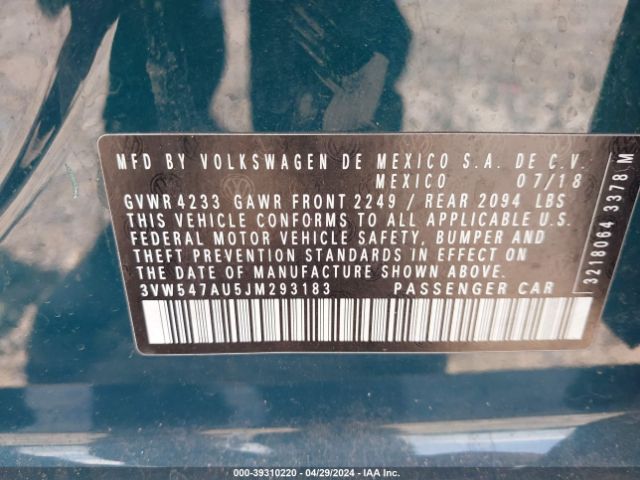 MFD BY VOLKSWAGEN DE MEXICO S.A. DE C.V.
MEXICO 07/18
GVWR 4233 GAWR FRONT 2249 / REAR 2094 LBS
THIS VEHICLE CONFORMS TO ALL APPLICABLE U.S.
FEDERAL MOTOR VEHICLE SAFETY, BUMPER AND
THEFT PREVENTION STANDARDS IN EFFECT ON
THE DATE OF MANUFACTURE SHOWN ABOVE.
3VW547AU5JM293183 PASSENGER CAR
3218064 3378 M
000-39310220 - 04/29/2024 - IAA Inc.